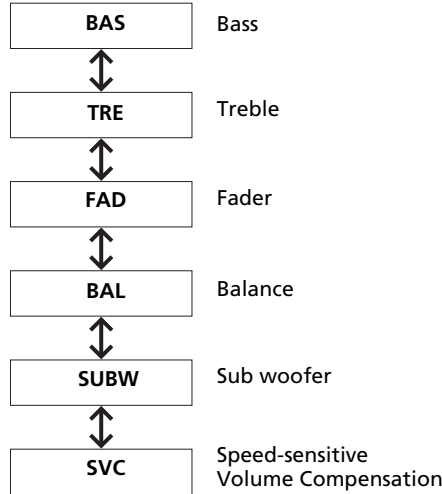 BAS Bass
TRE Treble
FAD Fader
BAL Balance
SUBW Sub woofer
SVC Speed-sensitive
Volume Compensation